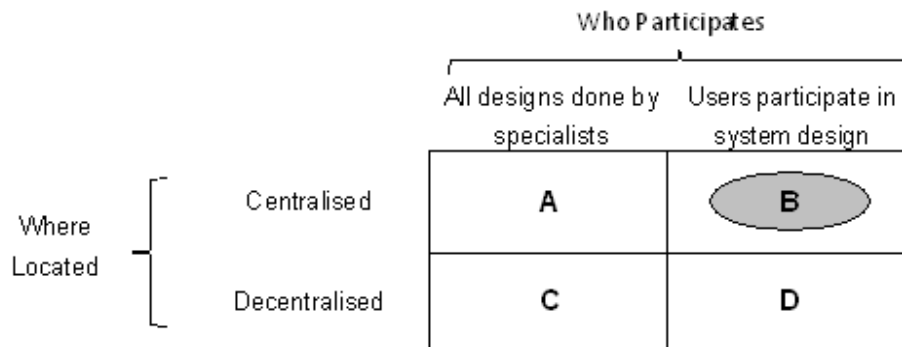 Who Participates
All designs done by
specialists
Users participate in
system design
Where
Located
Centralised
A
B
Decentralised
C
D